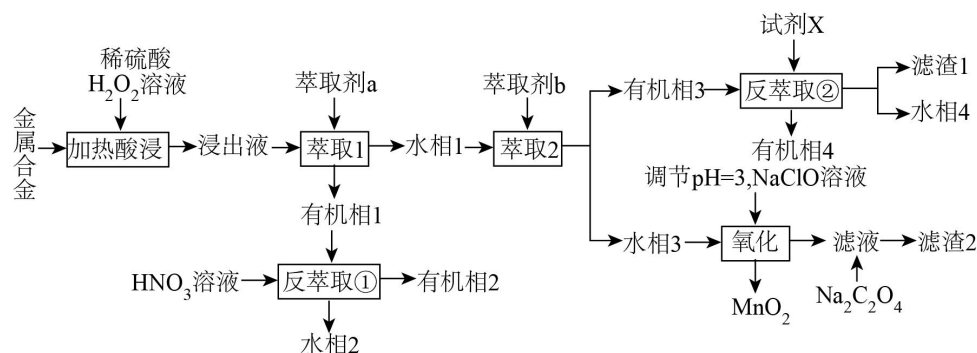 试剂X
稀硫酸
H₂O₂溶液
萃取剂a
萃取剂b
有机相3
反萃取②
滤渣1
水相4
金属合金
加热酸浸
浸出液
萃取1
水相1
萃取2
有机相4
调节pH=3,NaClO溶液
有机相1
水相3
氧化
滤液
滤渣2
HNO₃溶液
反萃取①
有机相2
MnO₂
Na₂C₂O₄
水相2